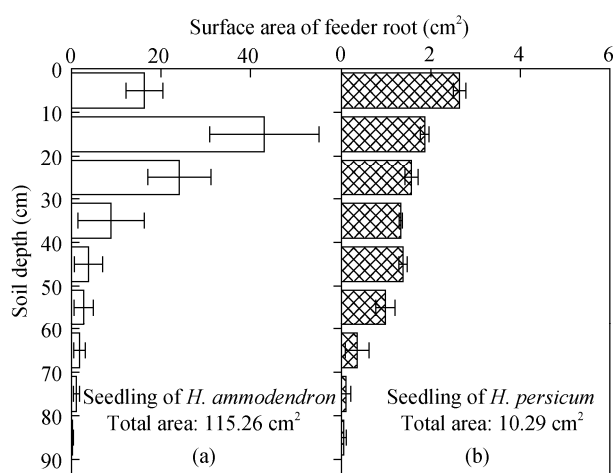 Surface area of feeder root (cm²)
0 20 40 0 2 4 6
0
10
20
30
40
50
60
70
80
90
Soil depth (cm)
Seedling of H. ammodendron
Total area: 115.26 cm²
(a)
Seedling of H. persicum
Total area: 10.29 cm²
(b)